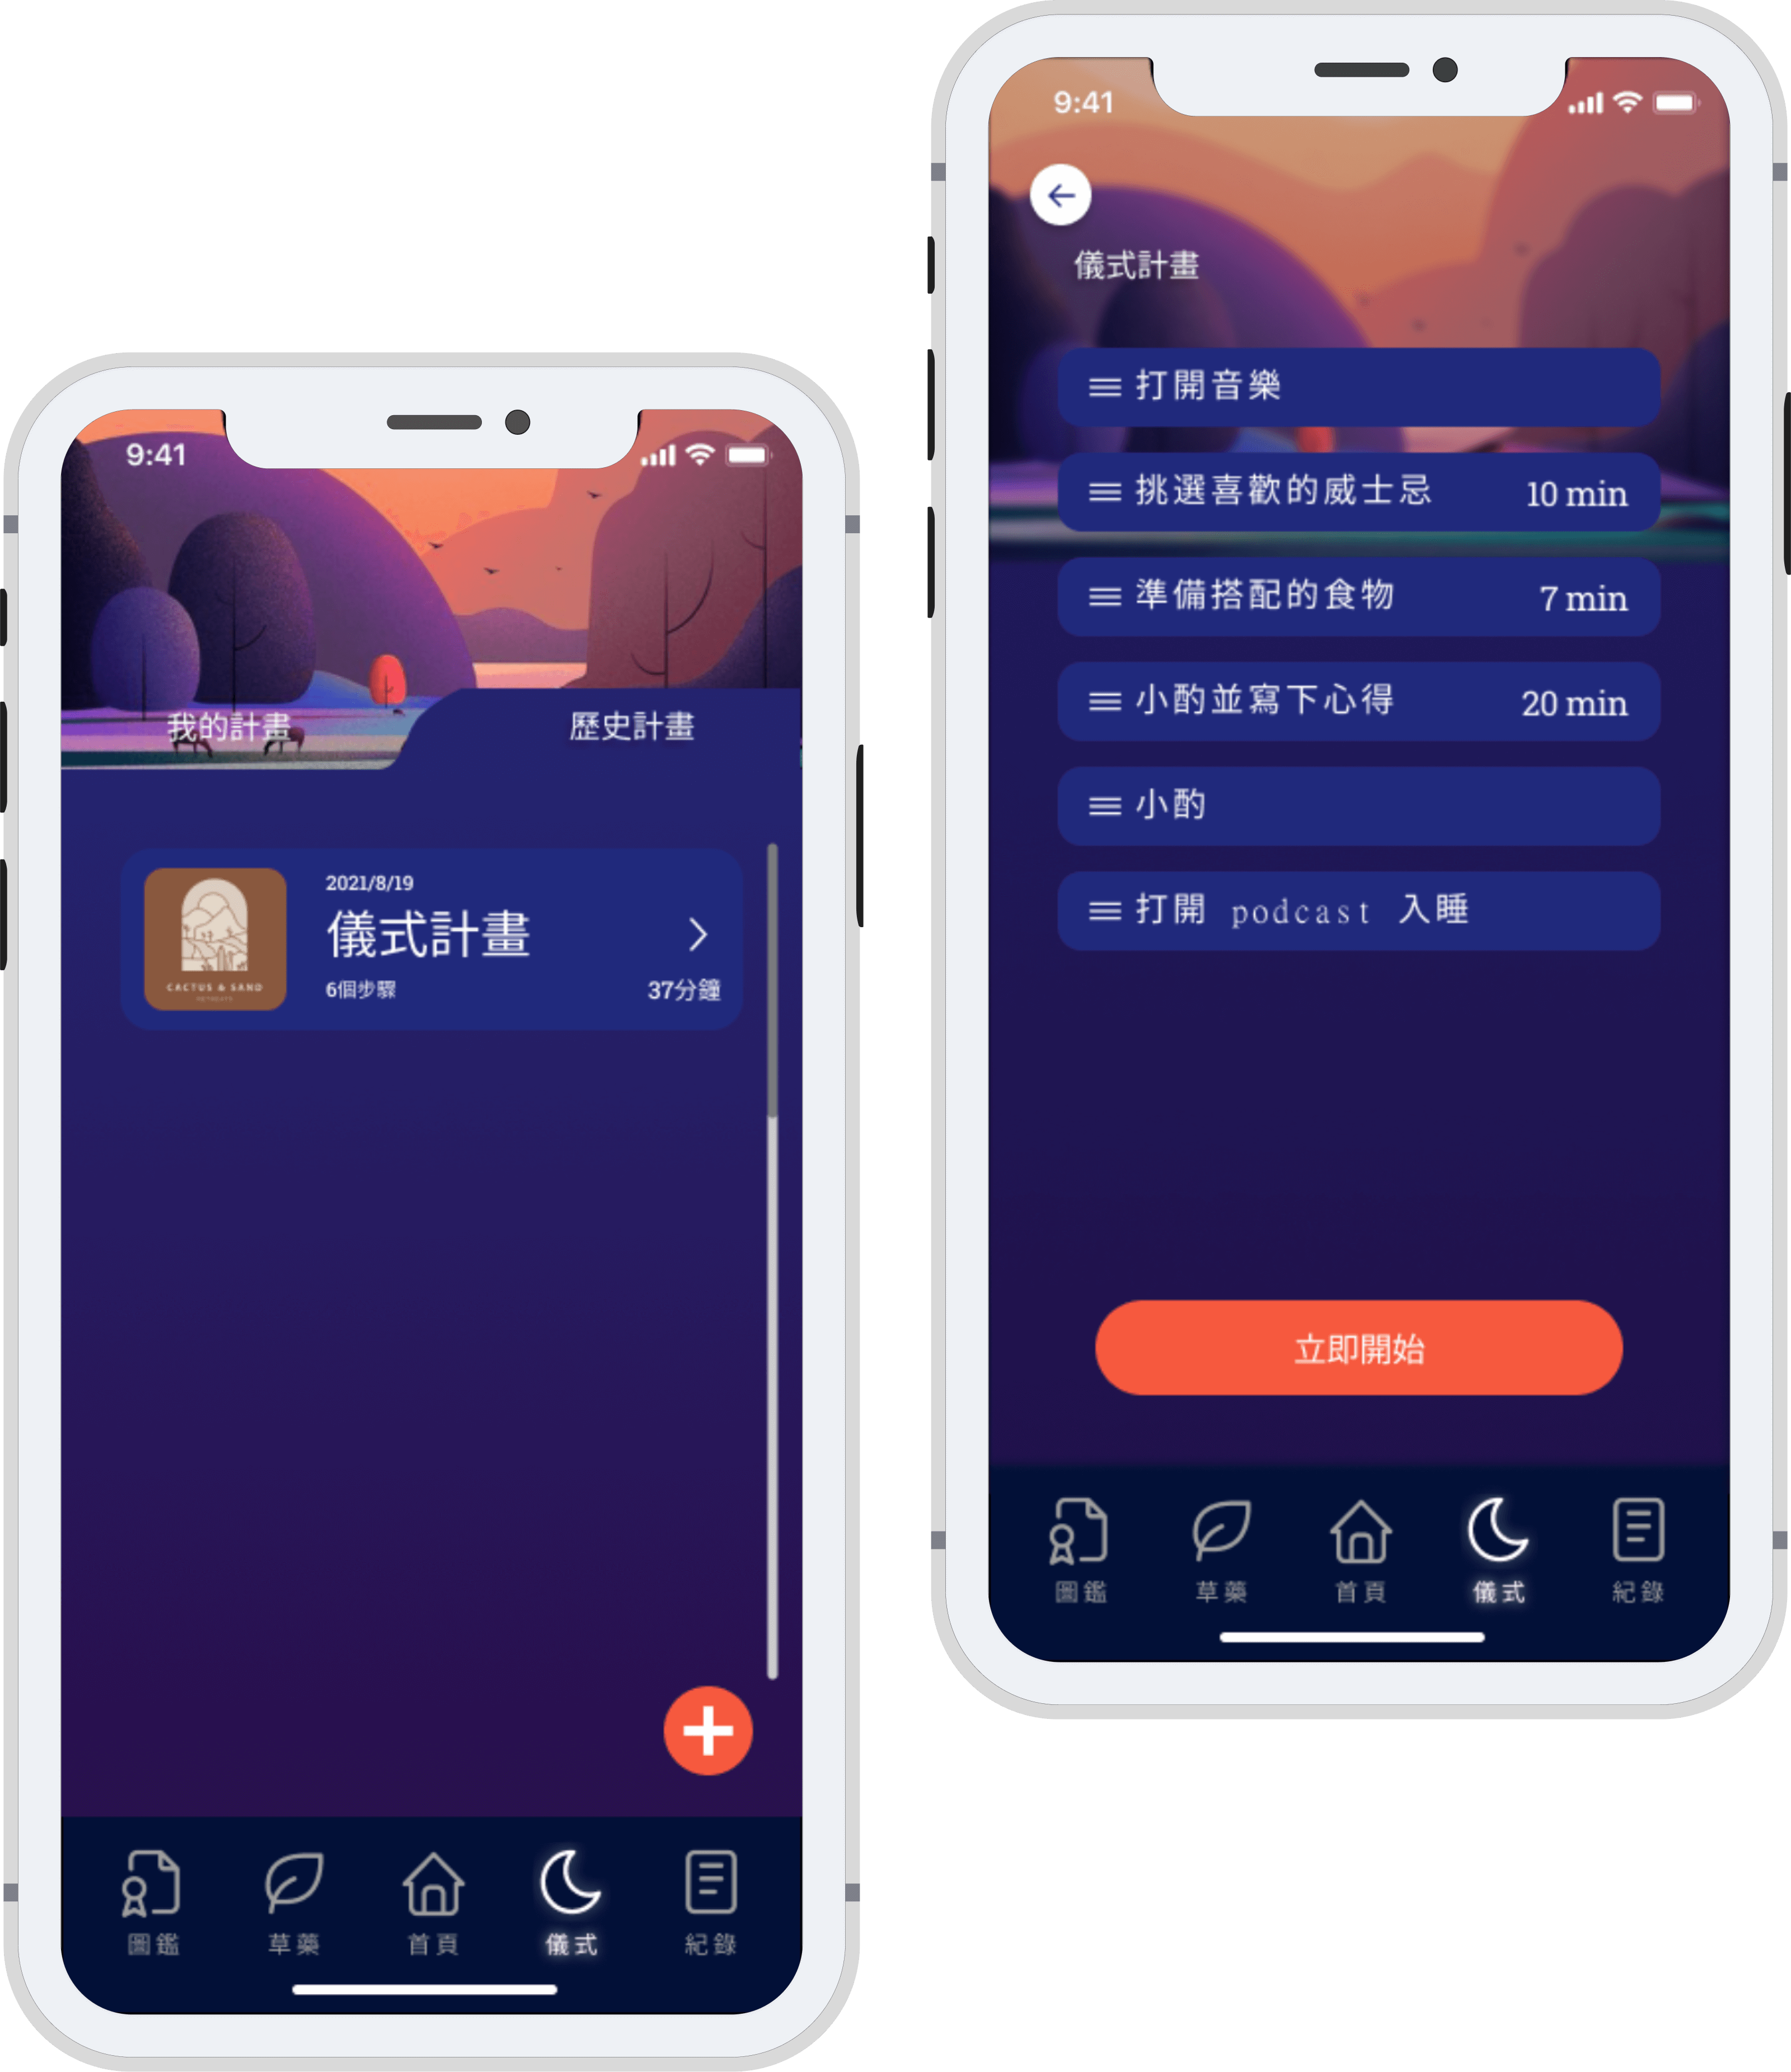 9:41
我的計畫
歷史計畫
CACTUS & SAND
RETREATS
2021/8/19
儀式計畫
6個步驟
37分鐘
圖鑑
草藥
首頁
儀式
紀錄
9:41
儀式計畫
打開音樂
挑選喜歡的威士忌 10 min
準備搭配的食物 7 min
小酌並寫下心得 20 min
小酌
打開 podcast 入睡
立即開始
圖鑑
草藥
首頁
儀式
紀錄